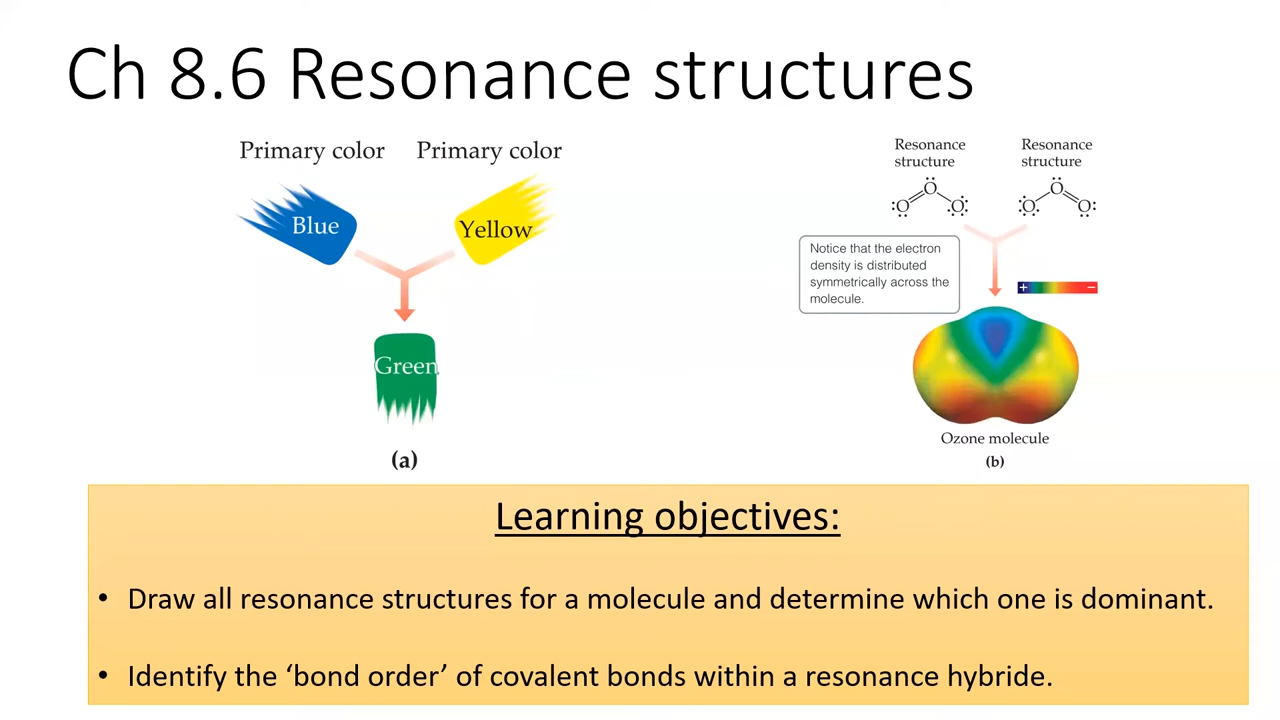 Ch 8.6 Resonance structures
Primary color
Primary color
Blue
Yellow
Green
(a)
Resonance
structure
Resonance
structure
:O
O
O:
:O
O
O:
Notice that the electron
density is distributed
symmetrically across the
molecule.
+
−
Ozone molecule
(b)
Learning objectives:
• Draw all resonance structures for a molecule and determine which one is dominant.
• Identify the ‘bond order’ of covalent bonds within a resonance hybride.